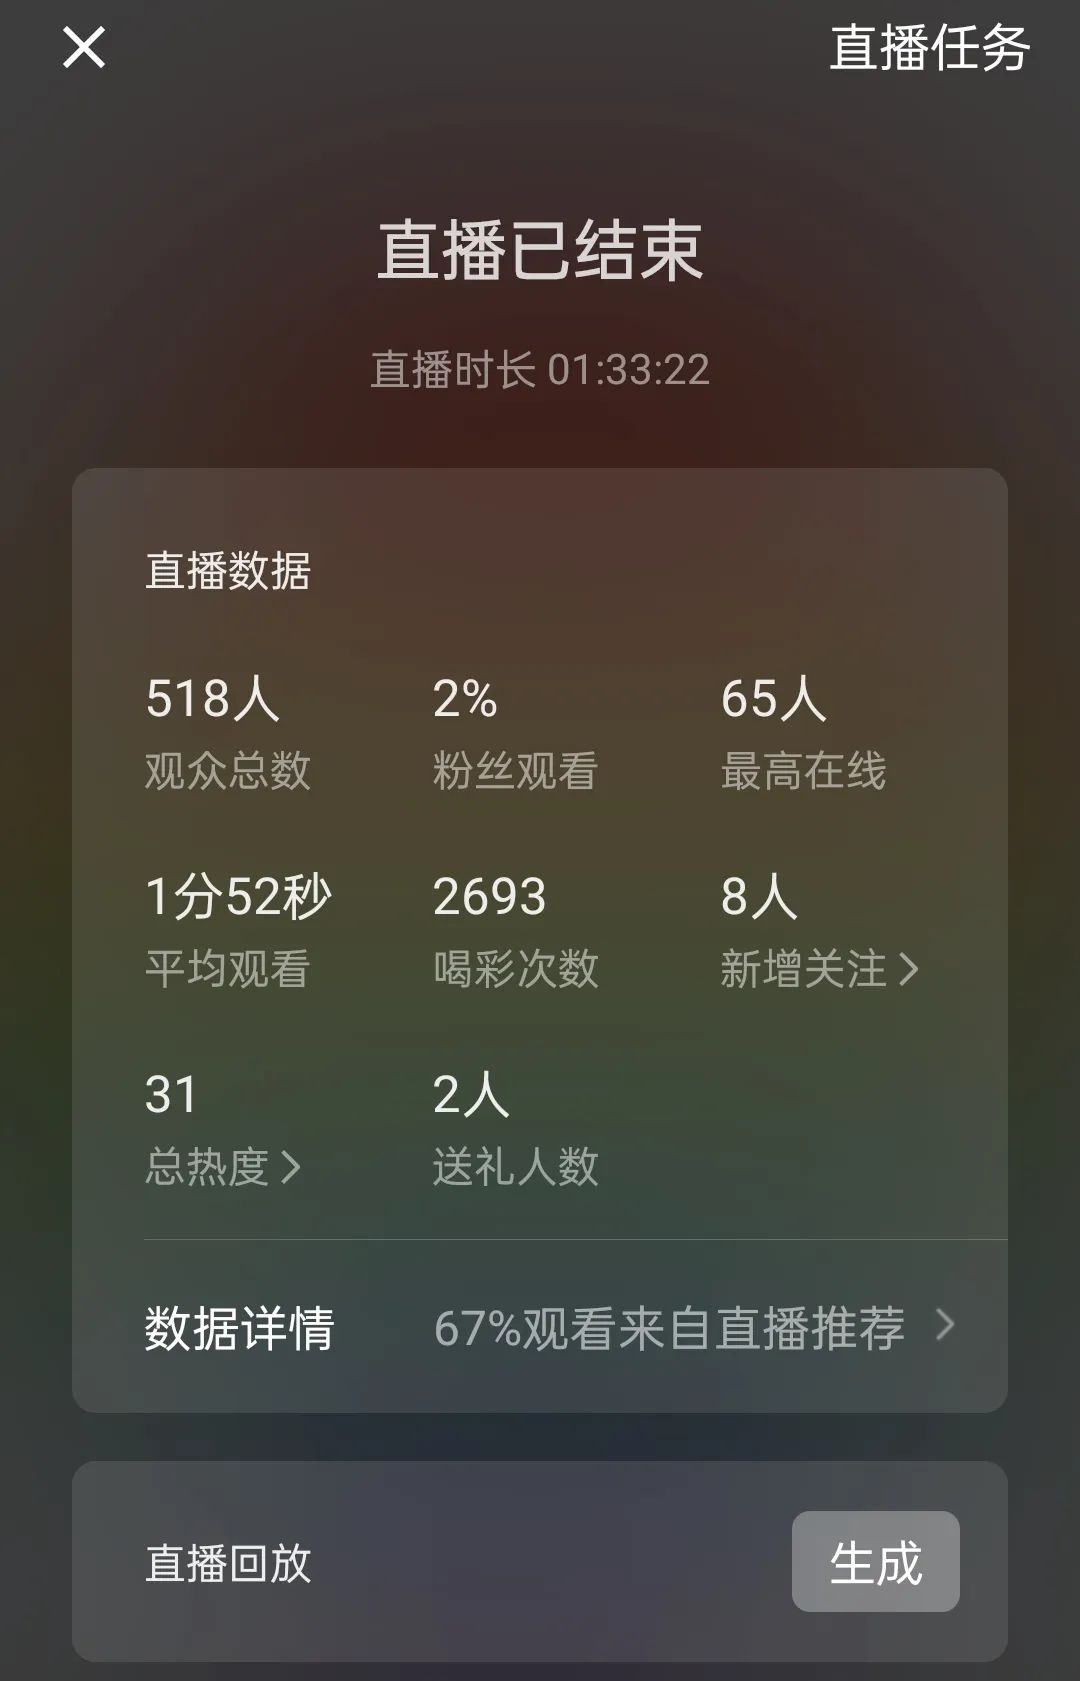 直播任务
直播已结束
直播时长 01:33:22
直播数据
518人 2% 65人
观众总数 粉丝观看 最高在线
1分52秒 2693 8人
平均观看 喝彩次数 新增关注
31 2人
总热度 送礼人数
数据详情 67%观看来自直播推荐
直播回放 生成